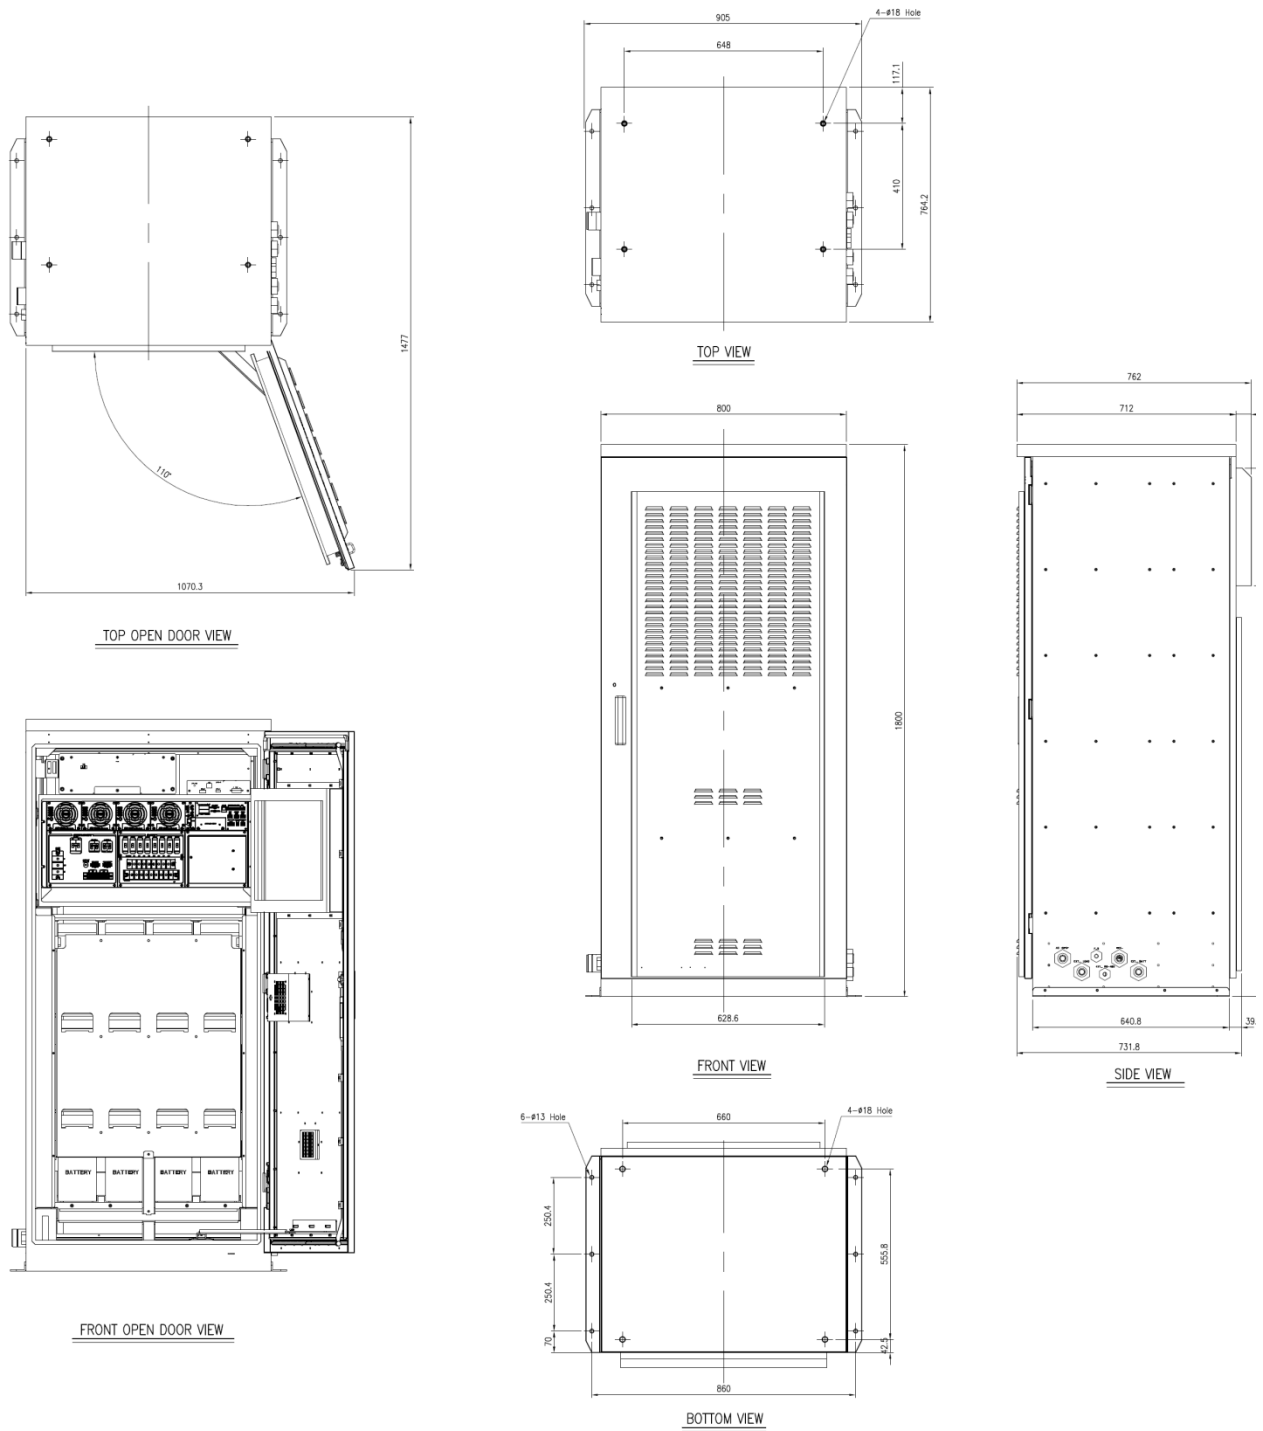 905
4-ø18 Hole
648
117.1
410
764.2
TOP VIEW
1477
110°
1070.3
TOP OPEN DOOR VIEW
800
1800
628.6
FRONT VIEW
762
712
640.8
39.
731.8
SIDE VIEW
BATTERY BATTERY BATTERY BATTERY
FRONT OPEN DOOR VIEW
6-ø13 Hole
660
4-ø18 Hole
250.4
555.8
250.4
70
42.5
860
BOTTOM VIEW